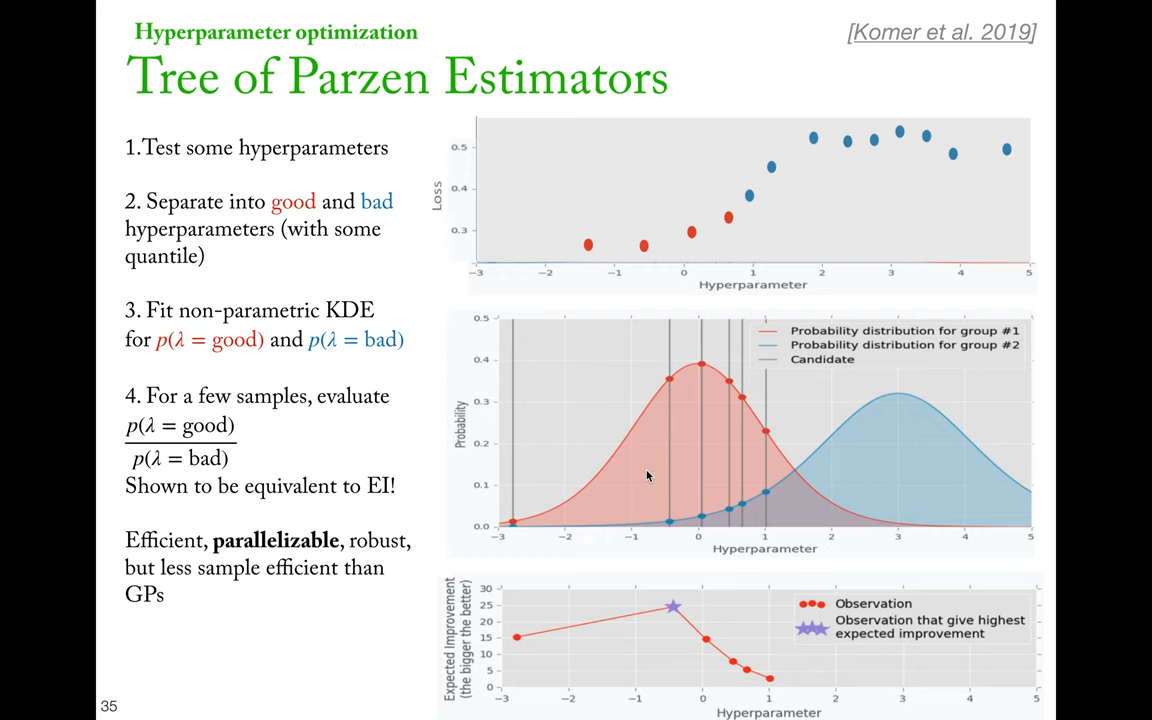 Hyperparameter optimization
[Komer et al. 2019]
Tree of Parzen Estimators
1.Test some hyperparameters
2. Separate into good and bad
hyperparameters (with some
quantile)
3. Fit non-parametric KDE
for p(λ = good) and p(λ = bad)
4. For a few samples, evaluate
p(λ = good)
p(λ = bad)
Shown to be equivalent to EI!
Efficient, parallelizable, robust,
but less sample efficient than
GPs
35
Loss
0.5
0.4
0.3
−3 −2 −1 0 1 2 3 4 5
Hyperparameter
Probability
0.5
0.4
0.3
0.2
0.1
0.0
Probability distribution for group #1
Probability distribution for group #2
Candidate
−3 −2 −1 0 1 2 3 4 5
Hyperparameter
Expected Improvement
(the bigger the better)
30
25
20
15
10
5
0
Observation
Observation that give highest
expected improvement
−3 −2 −1 0 1 2 3 4 5
Hyperparameter